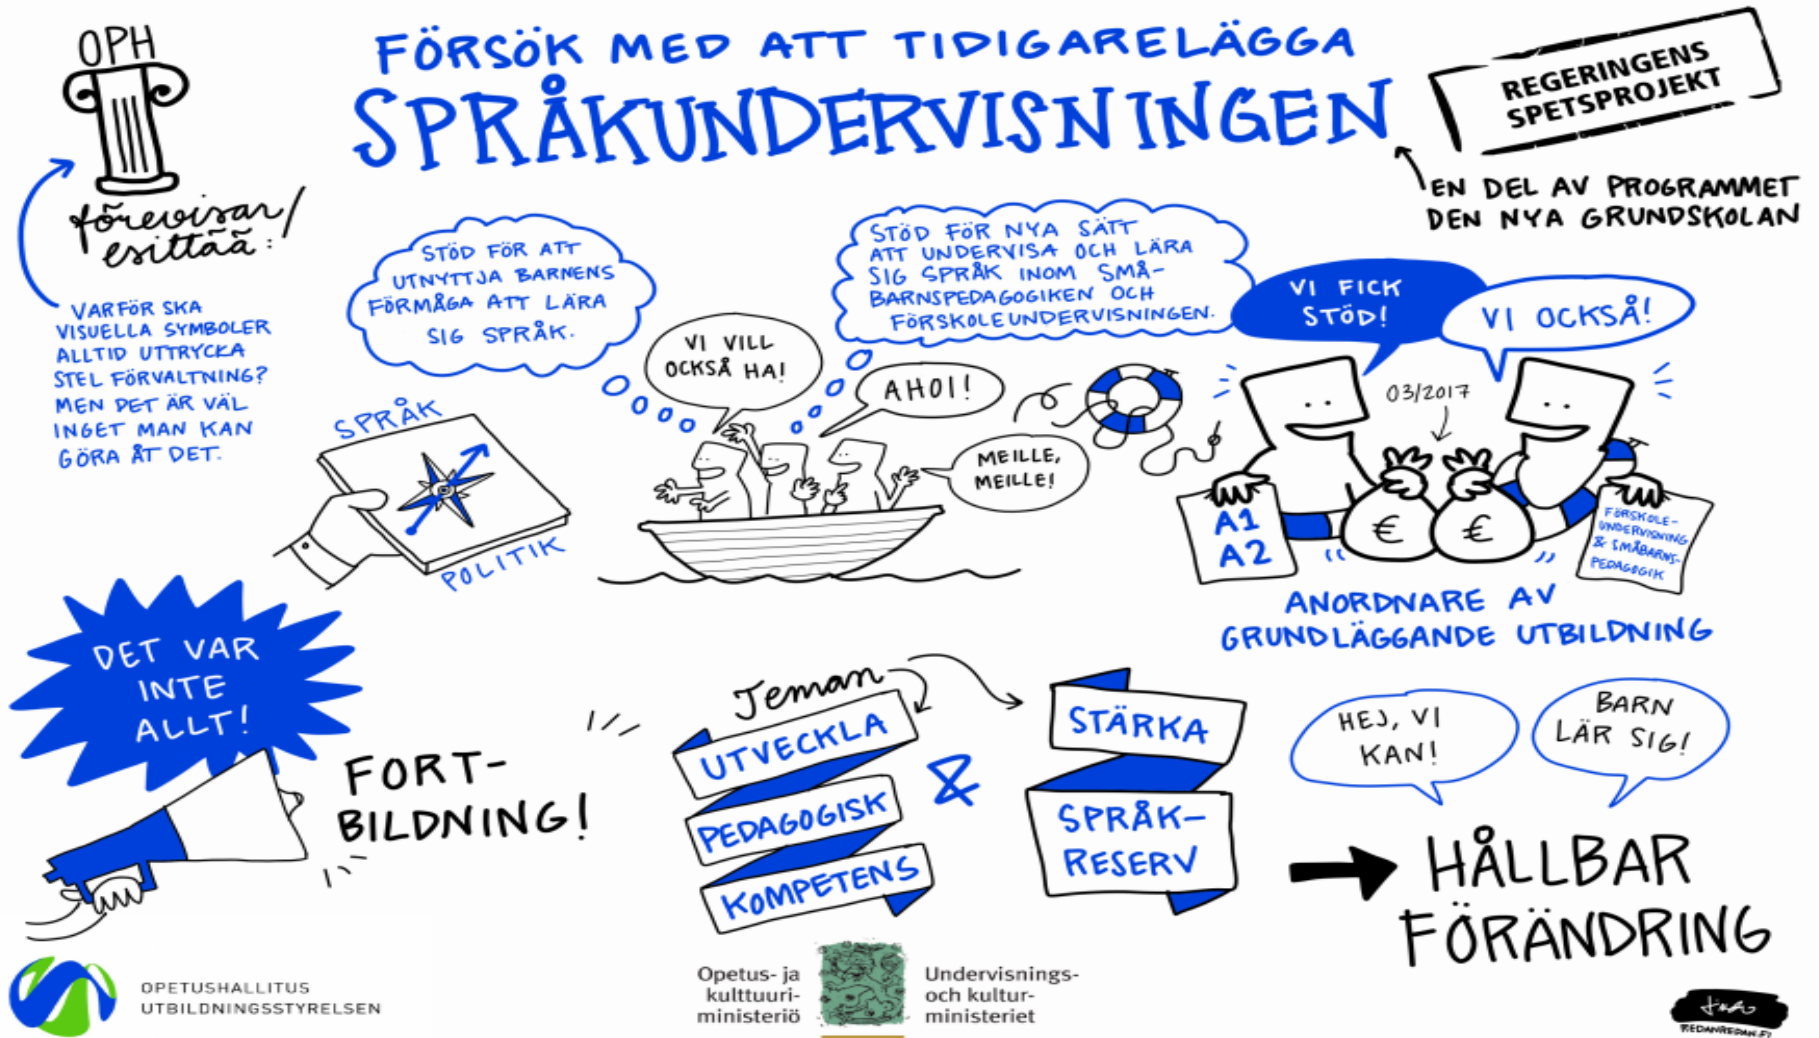 OPH
förevisar/
esittää:
VARFÖR SKA
VISUELLA SYMBOLER
ALLTID UTTRYCKA
STEL FÖRVALTNING?
MEN DET ÄR VÄL
INGET MAN KAN
GÖRA ÅT DET.
FÖRSÖK MED ATT TIDIGARELÄGGA
SPRÅKUNDERVISNINGEN
REGERINGENS
SPETSPROJEKT
EN DEL AV PROGRAMMET
DEN NYA GRUNDSKOLAN
STÖD FÖR ATT
UTNYTTJA BARNENS
FÖRMÅGA ATT LÄRA
SIG SPRÅK.
STÖD FÖR NYA SÄTT
ATT UNDERVISA OCH LÄRA
SIG SPRÅK INOM SMÅ-
BARNSPEDAGOGIKEN OCH
FÖRSKOLEUNDERVISNINGEN.
VI FICK
STÖD!
VI OCKSÅ!
VI VILL
OCKSÅ HA!
AHOI!
MEILLE,
MEILLE!
SPRÅK
POLITIK
03/2017
€
€
A1
A2
FÖRSKOLE-
UNDERVISNING
& SMÅBARNS-
PEDAGOGIK
ANORDNARE AV
GRUNDLÄGGANDE UTBILDNING
DET VAR
INTE
ALLT!
FORT-
BILDNING!
Teman
UTVECKLA
PEDAGOGISK
KOMPETENS
&
STÄRKA
SPRÅK-
RESERV
HEJ, VI
KAN!
BARN
LÄR SIG!
HÅLLBAR
FÖRÄNDRING
OPETUSHALLITUS
UTBILDNINGSSTYRELSEN
Opetus- ja
kulttuuri-
ministeriö
Undervisnings-
och kultur-
ministeriet
REDANREDAN.FI